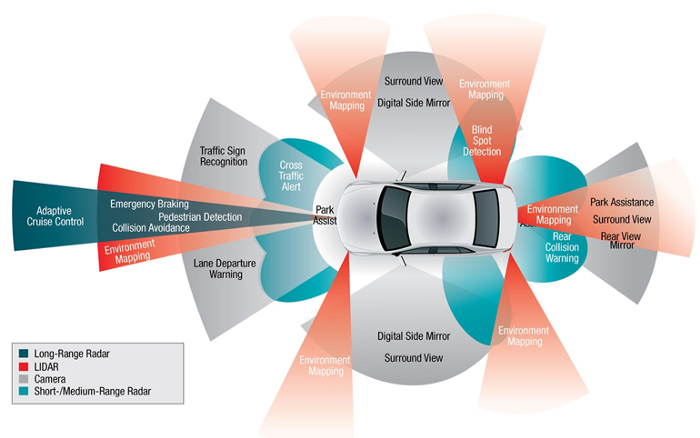 Surround View
Digital Side Mirror
Environment
Mapping
Environment
Mapping
Blind
Spot
Detection
Traffic Sign
Recognition
Cross
Traffic
Alert
Adaptive
Cruise Control
Emergency Braking
Pedestrian Detection
Collision Avoidance
Environment
Mapping
Park
Assist
Lane Departure
Warning
Environment
Mapping
Park Assistance
Surround View
Rear View
Mirror
Rear
Collision
Warning
Environment
Mapping
Digital Side Mirror
Surround View
Environment
Mapping
Long-Range Radar
LIDAR
Camera
Short-/Medium-Range Radar